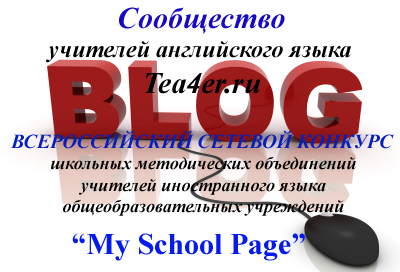 Сообщество
учителей английского языка
Tea4er.ru
BLOG
ВСЕРОССИЙСКИЙ СЕТЕВОЙ КОНКУРС
школьных методических объединений
учителей иностранного языка
общеобразовательных учреждений
“My School Page”